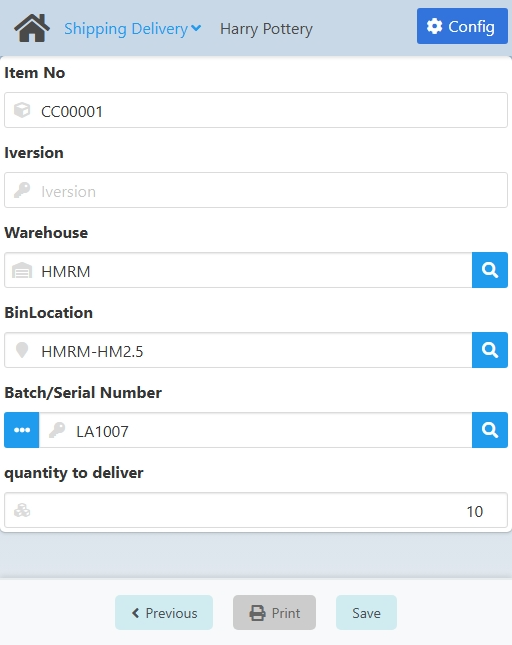 Shipping Delivery Harry Pottery Config
Item No
CC00001
Iversion
Iversion
Warehouse
HMRM
BinLocation
HMRM-HM2.5
Batch/Serial Number
LA1007
quantity to deliver
10
Previous Print Save